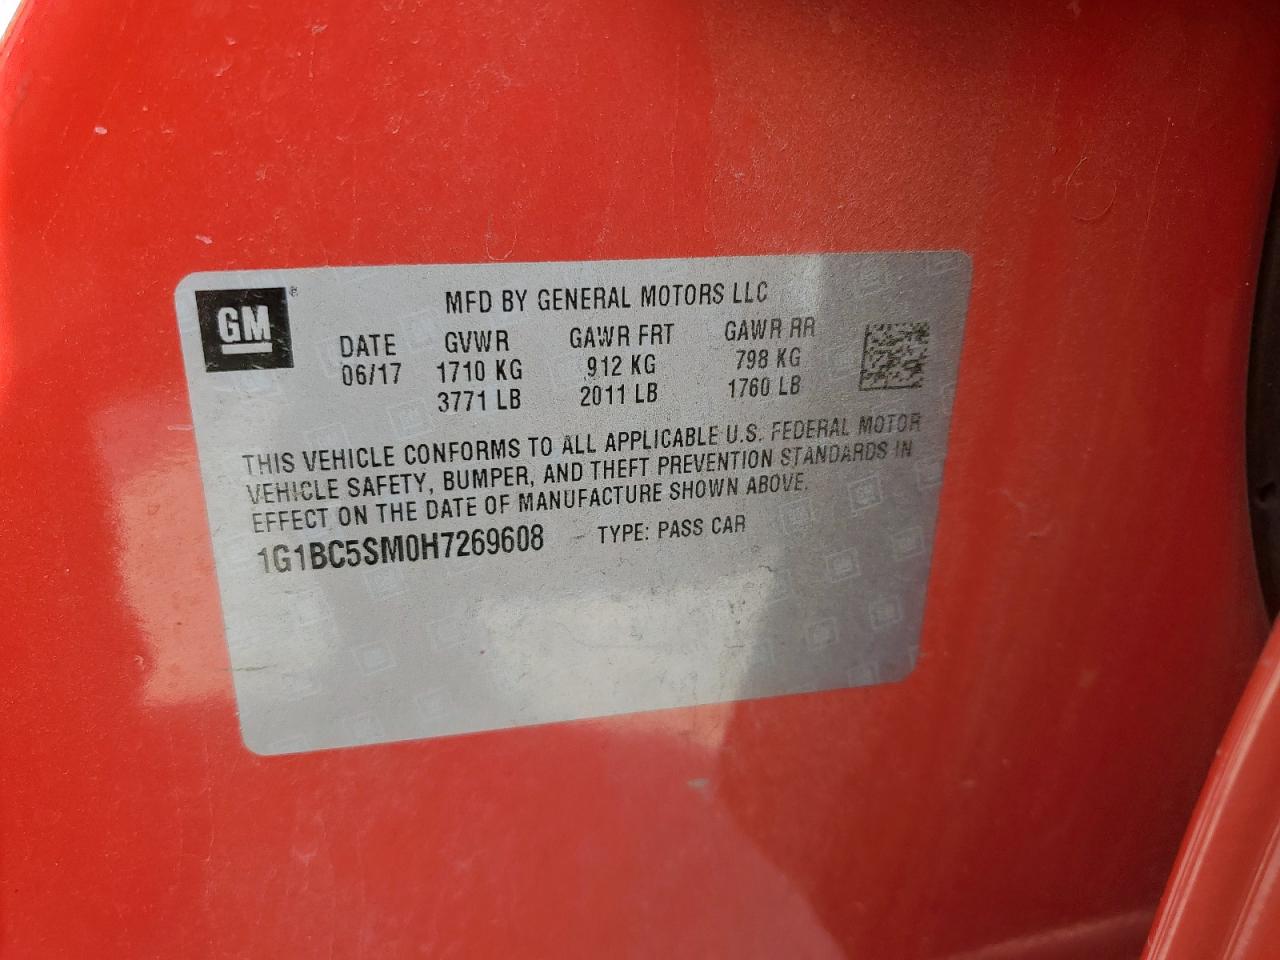 GM®
MFD BY GENERAL MOTORS LLC
DATE GVWR GAWR FRT GAWR RR
06/17 1710 KG 912 KG 798 KG
3771 LB 2011 LB 1760 LB
THIS VEHICLE CONFORMS TO ALL APPLICABLE U.S. FEDERAL MOTOR
VEHICLE SAFETY, BUMPER, AND THEFT PREVENTION STANDARDS IN
EFFECT ON THE DATE OF MANUFACTURE SHOWN ABOVE.
1G1BC5SM0H7269608 TYPE: PASS CAR